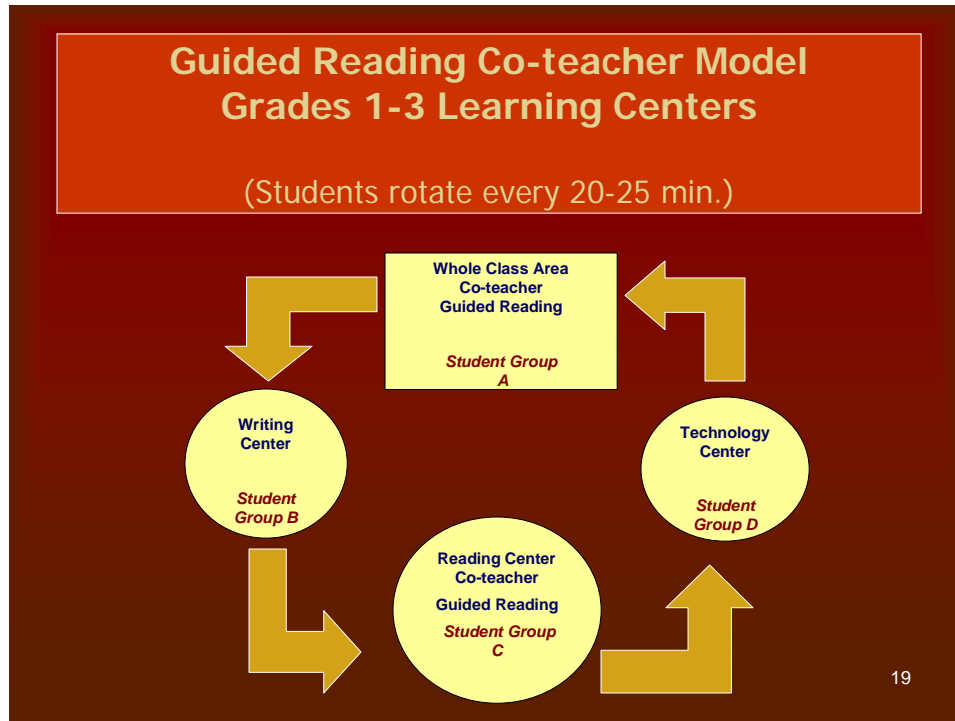 Guided Reading Co-teacher Model
Grades 1-3 Learning Centers
(Students rotate every 20-25 min.)
Whole Class Area
Co-teacher
Guided Reading
Student Group
A
Writing
Center
Student
Group B
Technology
Center
Student
Group D
Reading Center
Co-teacher
Guided Reading
Student Group
C
19